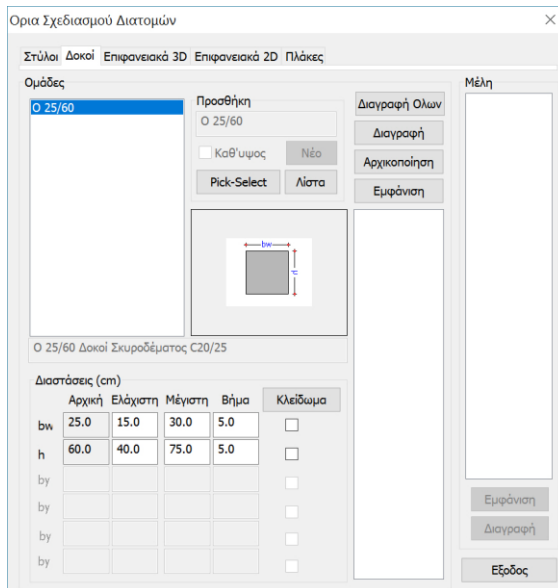 Ορια Σχεδιασμού Διατομών
Στύλοι Δοκοί Επιφανειακά 3D Επιφανειακά 2D Πλάκες
Ομάδες
Ο 25/60
Προσθήκη
Ο 25/60
Καθ'υψος Νέο
Pick-Select Λίστα
Διαγραφή Ολων
Διαγραφή
Αρχικοποίηση
Εμφάνιση
Μέλη
bw
h
Ο 25/60 Δοκοί Σκυροδέματος C20/25
Διαστάσεις (cm)
Αρχική Ελάχιστη Μέγιστη Βήμα Κλείδωμα
bw 25.0 15.0 30.0 5.0
h 60.0 40.0 75.0 5.0
by
by
by
by
Εμφάνιση
Διαγραφή
Εξοδος